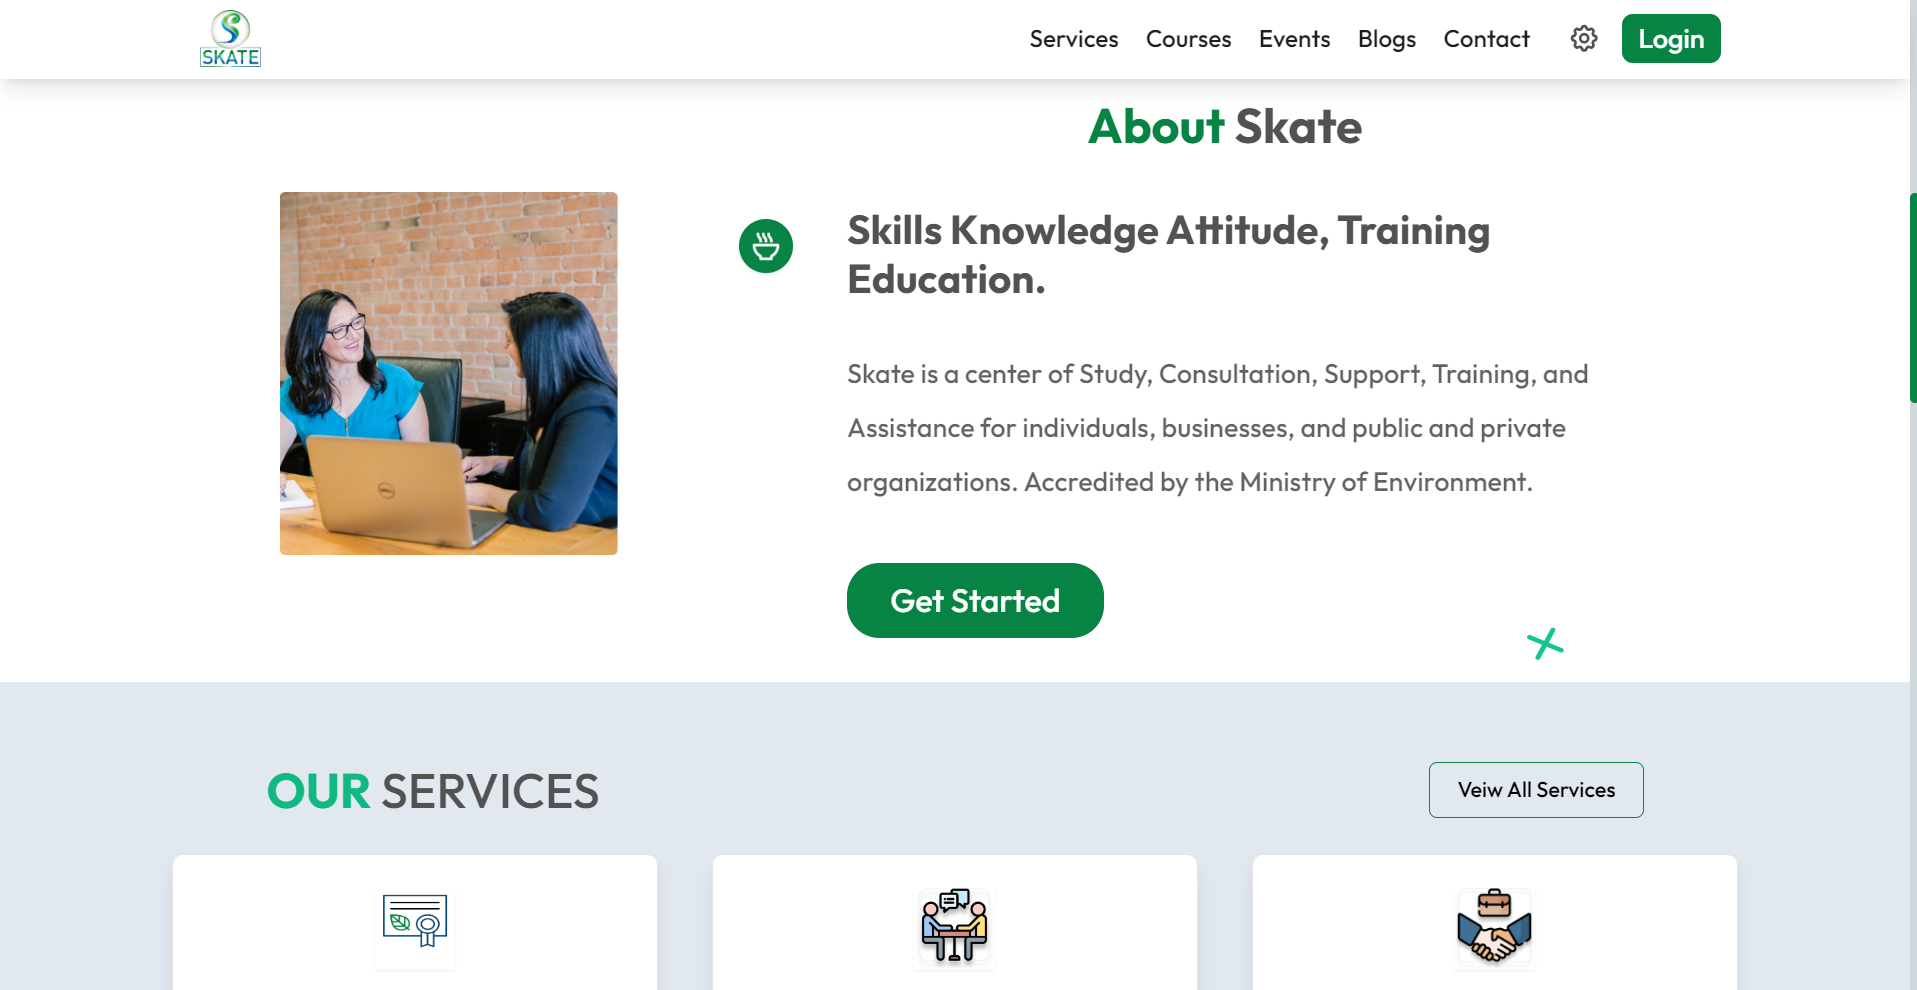 SKATE
Services Courses Events Blogs Contact Login
About Skate
Skills Knowledge Attitude, Training
Education.
Skate is a center of Study, Consultation, Support, Training, and
Assistance for individuals, businesses, and public and private
organizations. Accredited by the Ministry of Environment.
Get Started
OUR SERVICES
Veiw All Services